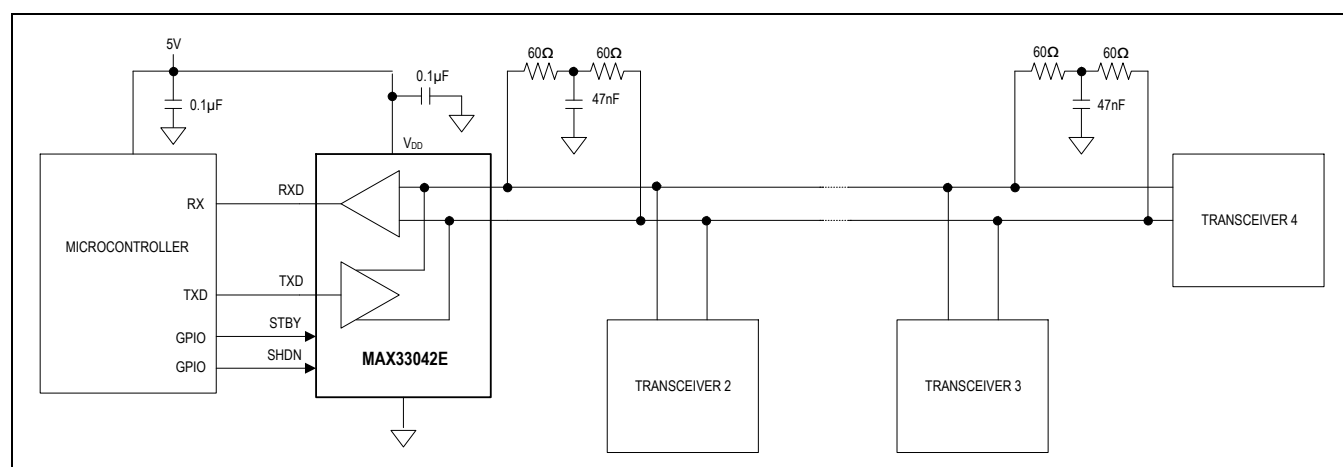 5V
0.1µF
0.1µF
60Ω 60Ω
47nF
60Ω 60Ω
47nF
VDD
RX
RXD
MICROCONTROLLER
TXD
TXD
GPIO
STBY
GPIO
SHDN
MAX33042E
TRANSCEIVER 2
TRANSCEIVER 3
TRANSCEIVER 4